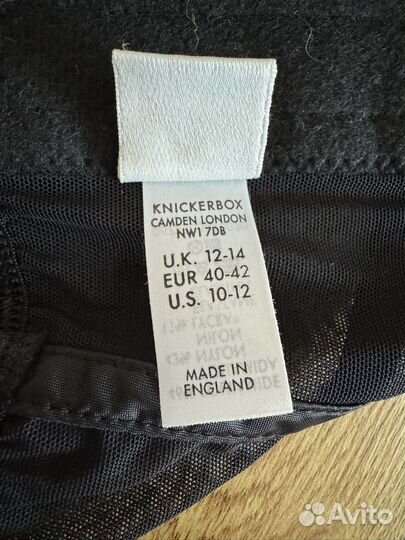 KNICKERBOX
CAMDEN LONDON
NW1 7DB
U.K. 12-14
EUR 40-42
U.S. 10-12
MADE IN
ENGLAND
Avito